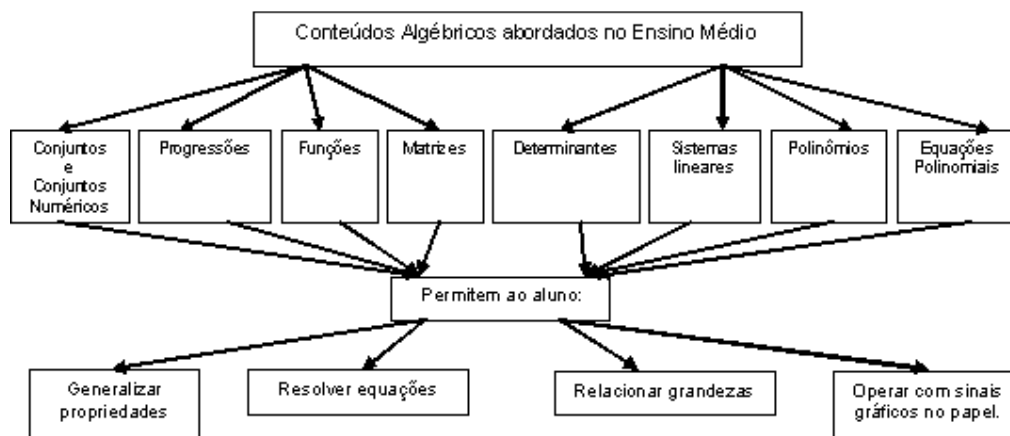 Conteúdos Algébricos abordados no Ensino Médio
Conjuntos
e
Conjuntos
Numéricos
Progressões
Funções
Matrizes
Determinantes
Sistemas
lineares
Polinômios
Equações
Polinomiais
Permitem ao aluno:
Generalizar
propriedades
Resolver equações
Relacionar grandezas
Operar com sinais
gráficos no papel.